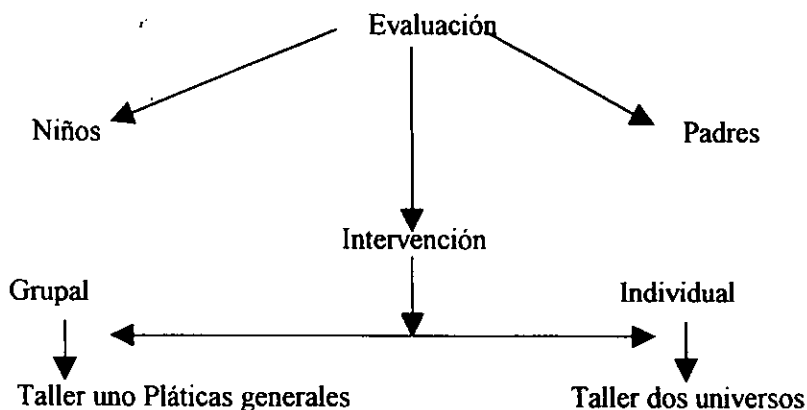 Evaluación
Niños
Padres
Intervención
Grupal
Individual
Taller uno Pláticas generales
Taller dos universos